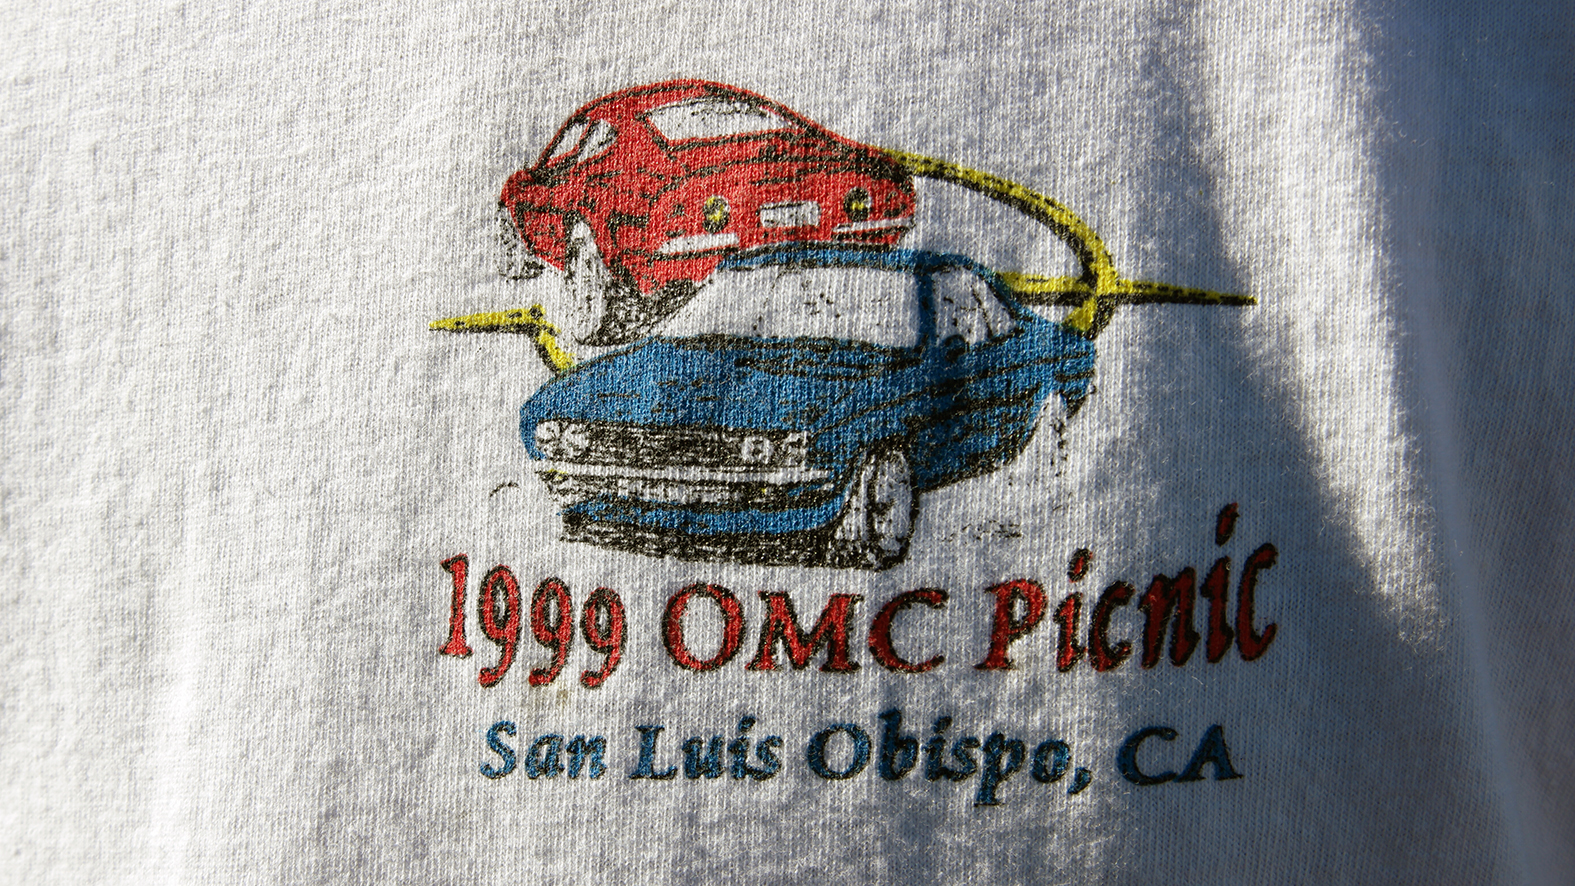 1999 OMC Picnic
San Luis Obispo, CA